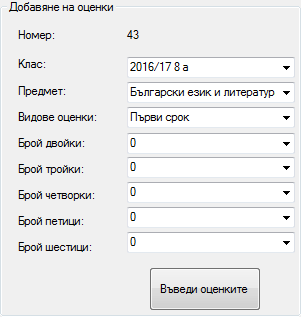 Добавяне на оценки
Номер: 43
Клас: 2016/17 8 а
Предмет: Български език и литератур
Видове оценки: Първи срок
Брой двойки: 0
Брой тройки: 0
Брой четворки: 0
Брой петици: 0
Брой шестици: 0
Въведи оценките